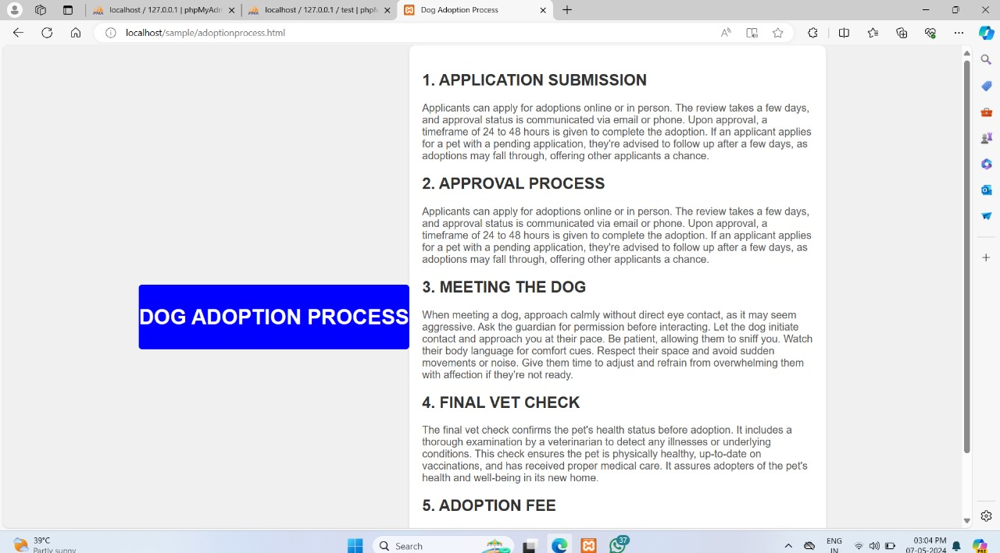 localhost / 127.0.0.1 | phpMyAdm
localhost / 127.0.0.1 / test | phpM
Dog Adoption Process
localhost/sample/adoptionprocess.html
DOG ADOPTION PROCESS
1. APPLICATION SUBMISSION
Applicants can apply for adoptions online or in person. The review takes a few days,
and approval status is communicated via email or phone. Upon approval, a
timeframe of 24 to 48 hours is given to complete the adoption. If an applicant applies
for a pet with a pending application, they're advised to follow up after a few days, as
adoptions may fall through, offering other applicants a chance.
2. APPROVAL PROCESS
Applicants can apply for adoptions online or in person. The review takes a few days,
and approval status is communicated via email or phone. Upon approval, a
timeframe of 24 to 48 hours is given to complete the adoption. If an applicant applies
for a pet with a pending application, they're advised to follow up after a few days, as
adoptions may fall through, offering other applicants a chance.
3. MEETING THE DOG
When meeting a dog, approach calmly without direct eye contact, as it may seem
aggressive. Ask the guardian for permission before interacting. Let the dog initiate
contact and approach you at their pace. Be patient, allowing them to sniff you. Watch
their body language for comfort cues. Respect their space and avoid sudden
movements or noise. Give them time to adjust and refrain from overwhelming them
with affection if they're not ready.
4. FINAL VET CHECK
The final vet check confirms the pet's health status before adoption. It includes a
thorough examination by a veterinarian to detect any illnesses or underlying
conditions. This check ensures the pet is physically healthy, up-to-date on
vaccinations, and has received proper medical care. It assures adopters of the pet's
health and well-being in its new home.
5. ADOPTION FEE
39°C
Partly sunny
Search
37
ENG
IN
03:04 PM
07-05-2024
PRE